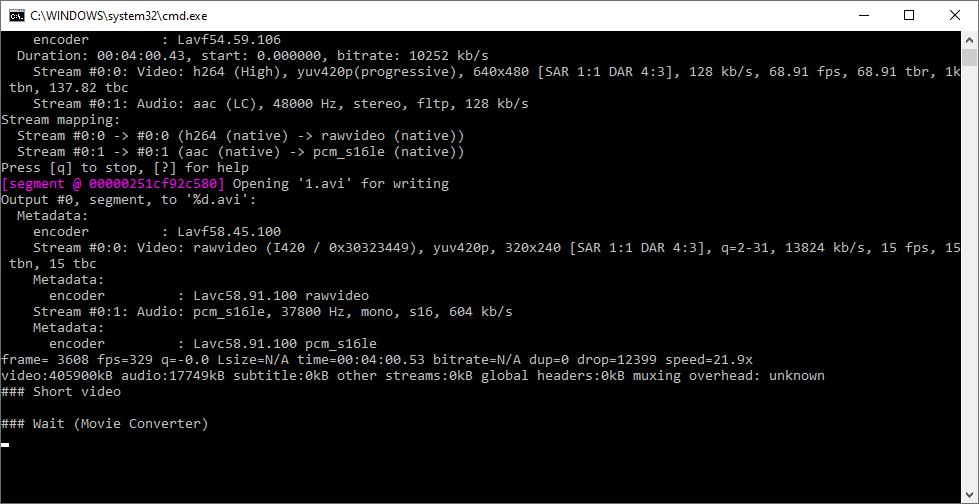 C:\WINDOWS\system32\cmd.exe
encoder         : Lavf54.59.106
Duration: 00:04:00.43, start: 0.000000, bitrate: 10252 kb/s
Stream #0:0: Video: h264 (High), yuv420p(progressive), 640x480 [SAR 1:1 DAR 4:3], 128 kb/s, 68.91 fps, 68.91 tbr, 1k
tbn, 137.82 tbc
Stream #0:1: Audio: aac (LC), 48000 Hz, stereo, fltp, 128 kb/s
Stream mapping:
Stream #0:0 -> #0:0 (h264 (native) -> rawvideo (native))
Stream #0:1 -> #0:1 (aac (native) -> pcm_s16le (native))
Press [q] to stop, [?] for help
[segment @ 00000251cf92c580] Opening '1.avi' for writing
Output #0, segment, to '%d.avi':
Metadata:
encoder         : Lavf58.45.100
Stream #0:0: Video: rawvideo (I420 / 0x30323449), yuv420p, 320x240 [SAR 1:1 DAR 4:3], q=2-31, 13824 kb/s, 15 fps, 15
tbn, 15 tbc
Metadata:
encoder         : Lavc58.91.100 rawvideo
Stream #0:1: Audio: pcm_s16le, 37800 Hz, mono, s16, 604 kb/s
Metadata:
encoder         : Lavc58.91.100 pcm_s16le
frame= 3608 fps=329 q=-0.0 Lsize=N/A time=00:04:00.53 bitrate=N/A dup=0 drop=12399 speed=21.9x
video:405900kB audio:17749kB subtitle:0kB other streams:0kB global headers:0kB muxing overhead: unknown
### Short video
### Wait (Movie Converter)